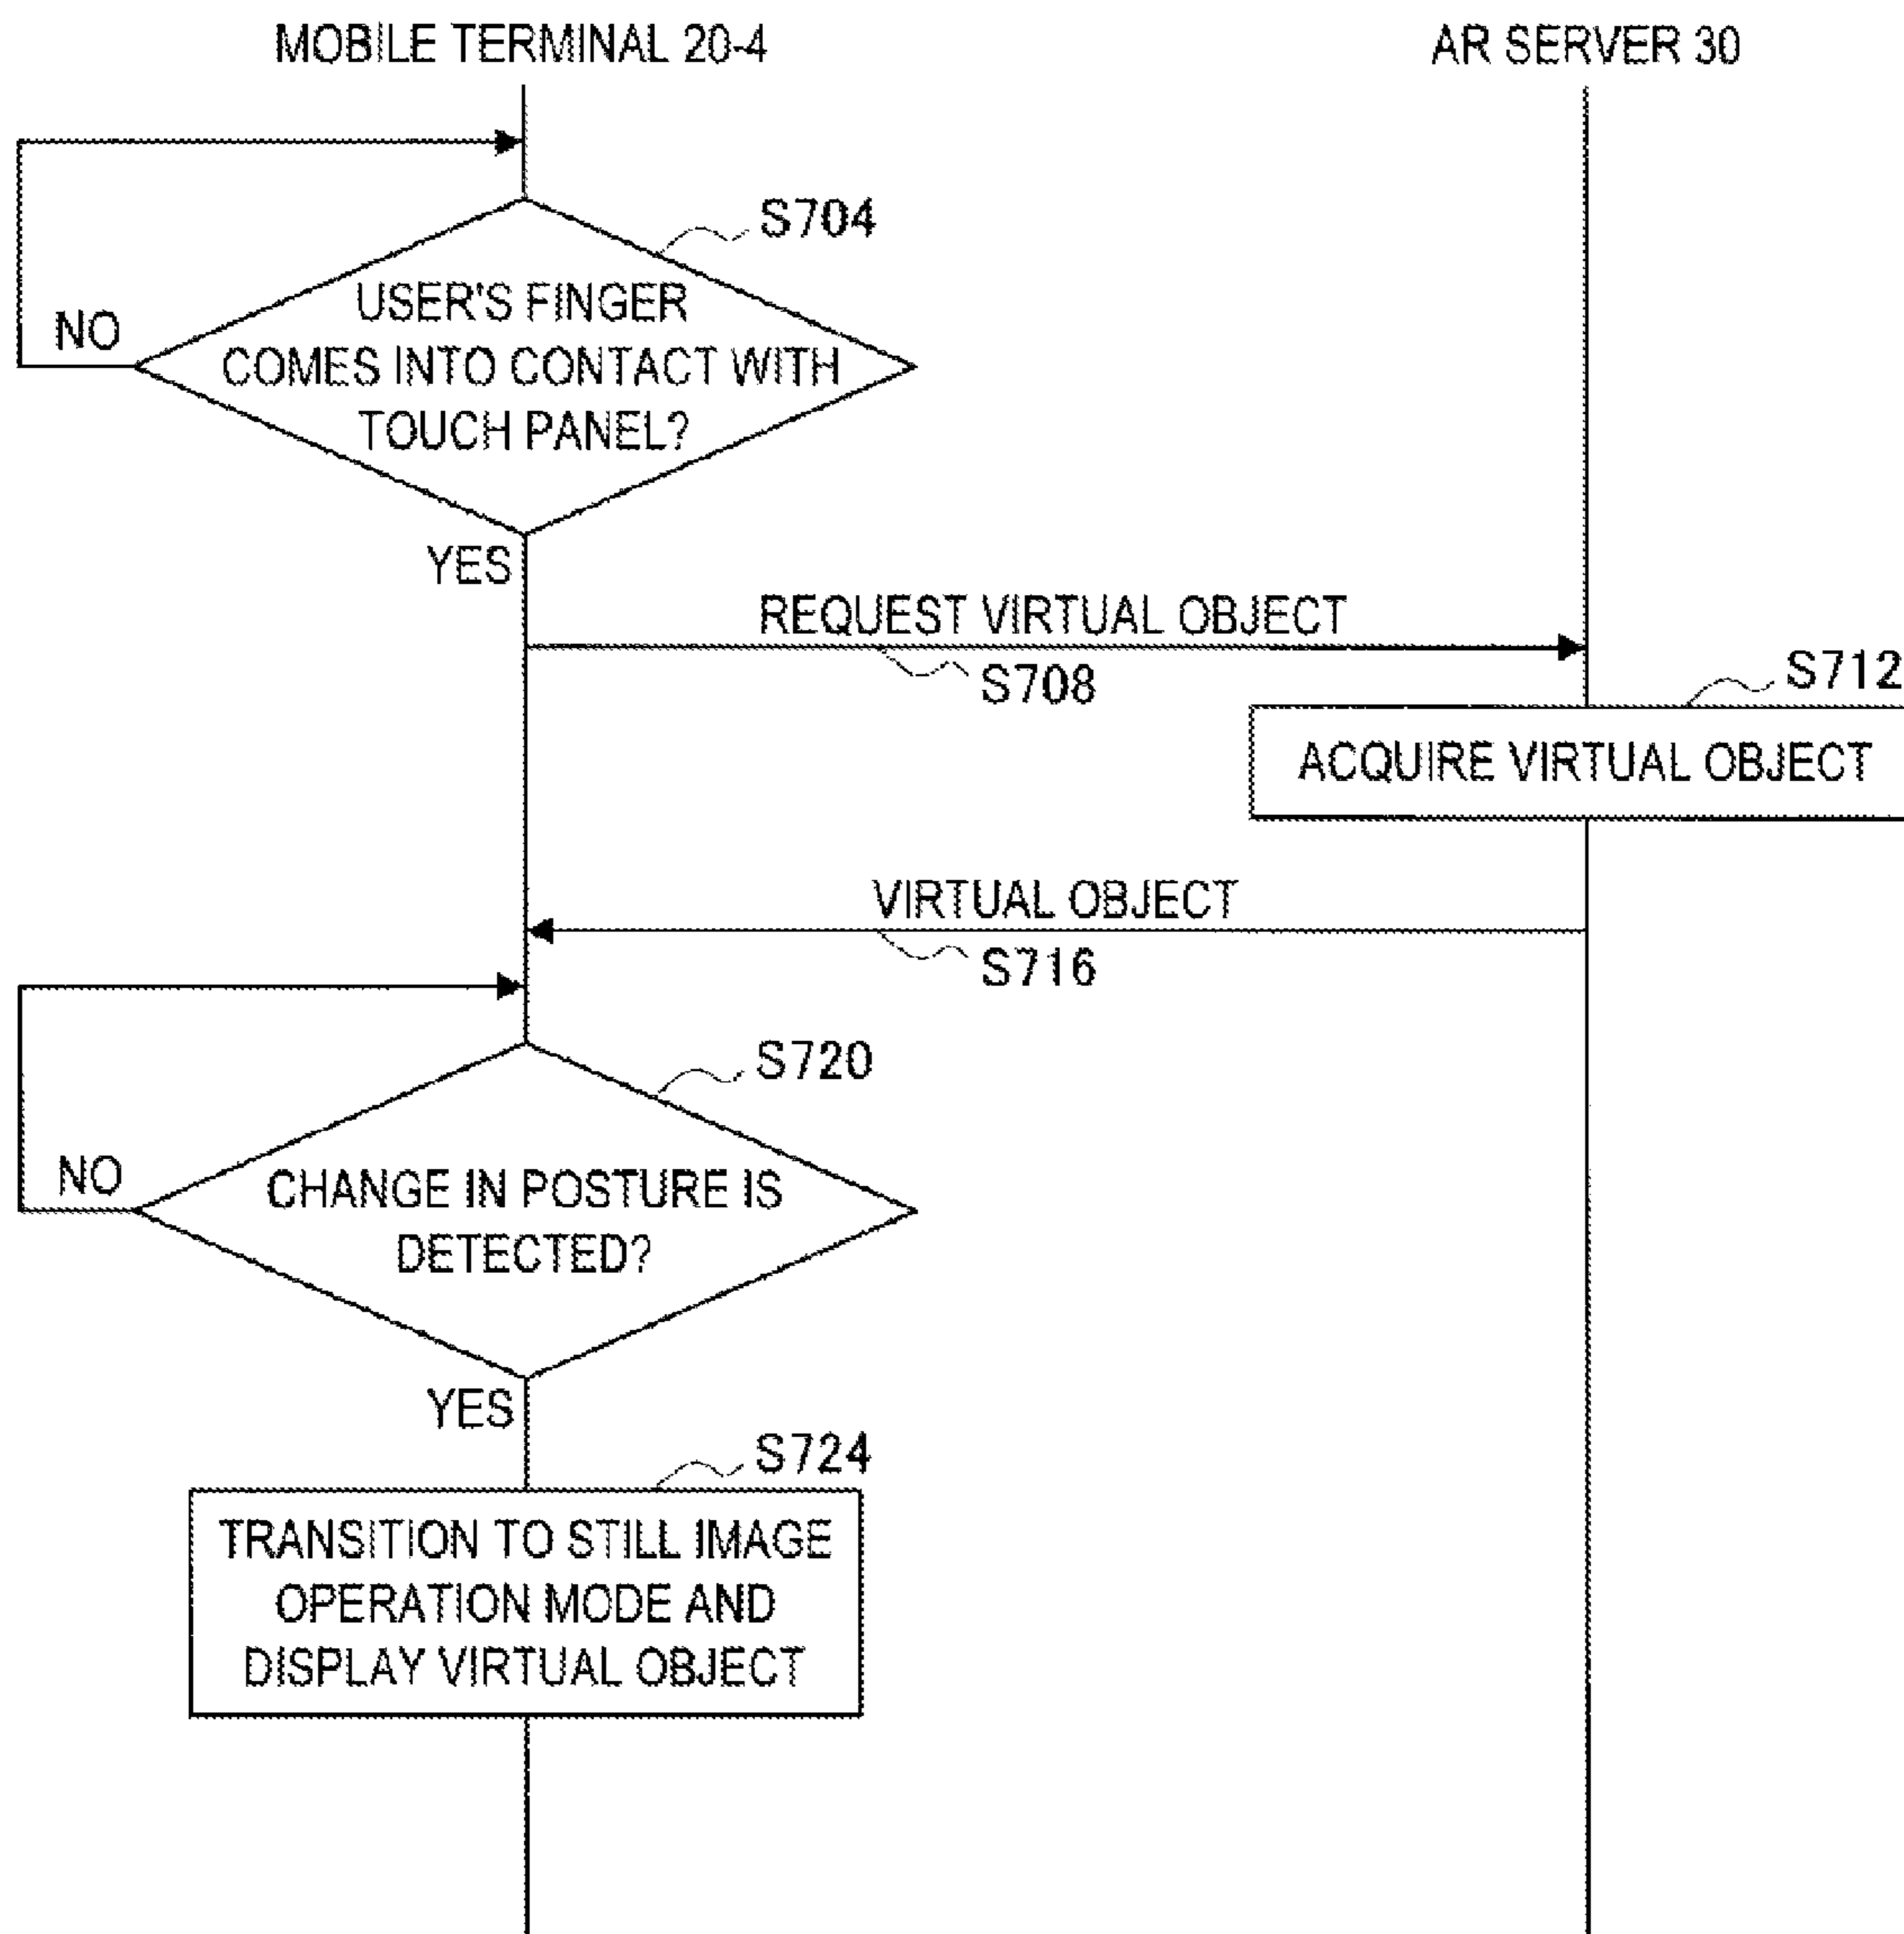 MOBILE TERMINAL 20-4
AR SERVER 30
S704
USER'S FINGER
COMES INTO CONTACT WITH
TOUCH PANEL?
NO
YES
REQUEST VIRTUAL OBJECT
S708
S712
ACQUIRE VIRTUAL OBJECT
VIRTUAL OBJECT
S716
S720
CHANGE IN POSTURE IS
DETECTED?
NO
YES
S724
TRANSITION TO STILL IMAGE
OPERATION MODE AND
DISPLAY VIRTUAL OBJECT